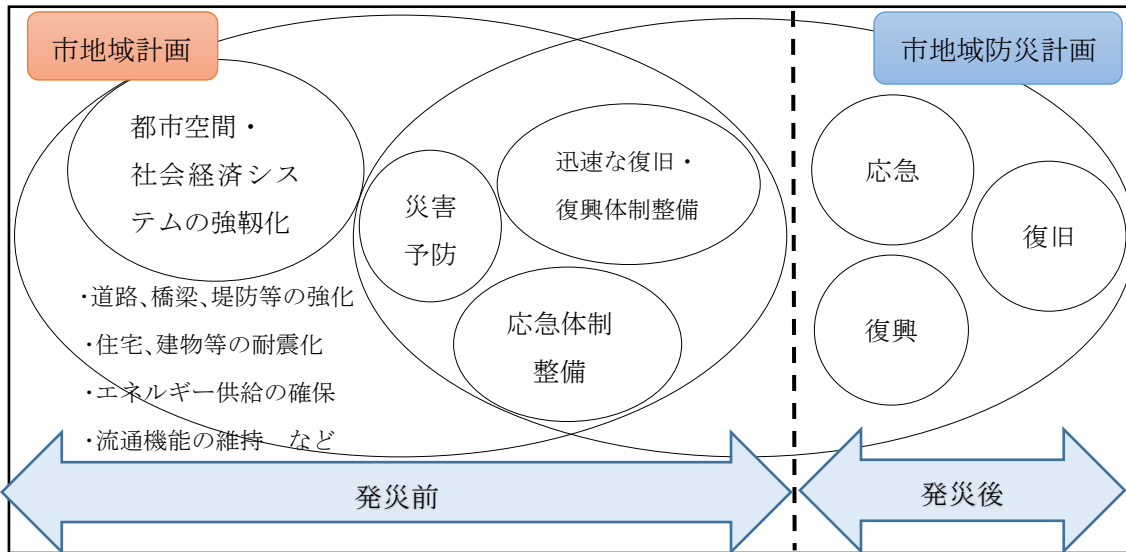 市地域計画
市地域防災計画
都市空間・
社会経済シス
テムの強靱化
災害
予防
迅速な復旧・
復興体制整備
応急体制
整備
・道路、橋梁、堤防等の強化
・住宅、建物等の耐震化
・エネルギー供給の確保
・流通機能の維持　など
応急
復旧
復興
発災前
発災後